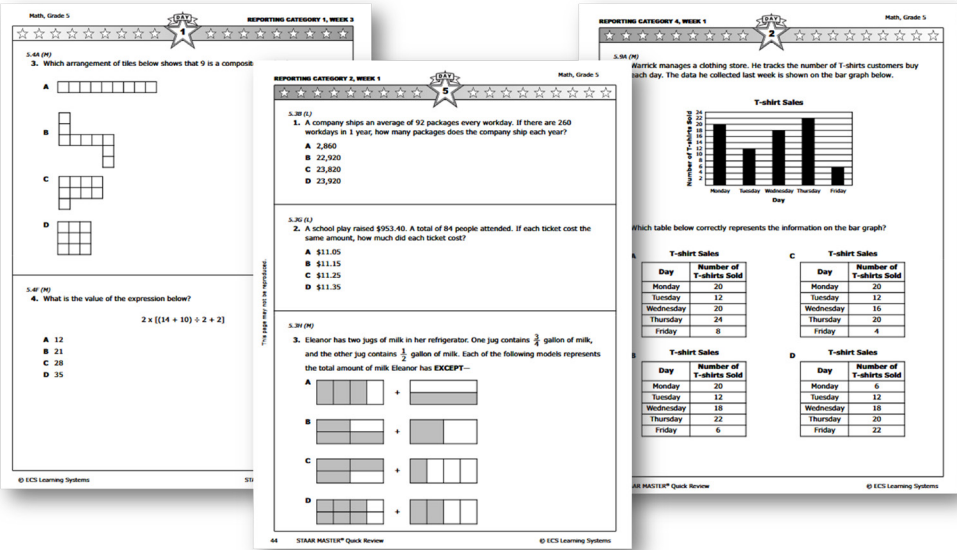 Math, Grade 5
DAY
1
REPORTING CATEGORY 1, WEEK 3
5.4A (M)
3. Which arrangement of tiles below shows that 9 is a composit
A
B
C
D
5.4F (M)
4. What is the value of the expression below?
2 x [(14 + 10) ÷ 2 + 2]
A 12
B 21
C 28
D 35
© ECS Learning Systems
REPORTING CATEGORY 2, WEEK 1
DAY
5
Math, Grade 5
5.3B (L)
1. A company ships an average of 92 packages every workday. If there are 260
workdays in 1 year, how many packages does the company ship each year?
A 2,860
B 22,920
C 23,820
D 23,920
5.3G (L)
2. A school play raised $953.40. A total of 84 people attended. If each ticket cost the
same amount, how much did each ticket cost?
A $11.05
B $11.15
C $11.25
D $11.35
This page may not be reproduced.
5.3H (M)
3. Eleanor has two jugs of milk in her refrigerator. One jug contains 3/4 gallon of milk,
and the other jug contains 1/2 gallon of milk. Each of the following models represents
the total amount of milk Eleanor has EXCEPT—
A +
B +
C +
D +
44 STAAR MASTER® Quick Review © ECS Learning Systems
REPORTING CATEGORY 4, WEEK 1
DAY
2
Math, Grade 5
5.9A (M)
Warrick manages a clothing store. He tracks the number of T-shirts customers buy
each day. The data he collected last week is shown on the bar graph below.
T-shirt Sales
Number of T-shirts Sold
24
22
20
18
16
14
12
10
8
6
4
2
Monday Tuesday Wednesday Thursday Friday
Day
Which table below correctly represents the information on the bar graph?
A T-shirt Sales
Day Number of T-shirts Sold
Monday 20
Tuesday 12
Wednesday 20
Thursday 24
Friday 8
C T-shirt Sales
Day Number of T-shirts Sold
Monday 20
Tuesday 12
Wednesday 16
Thursday 20
Friday 4
B T-shirt Sales
Day Number of T-shirts Sold
Monday 20
Tuesday 12
Wednesday 18
Thursday 22
Friday 6
D T-shirt Sales
Day Number of T-shirts Sold
Monday 6
Tuesday 12
Wednesday 18
Thursday 20
Friday 22
AR MASTER® Quick Review © ECS Learning Systems